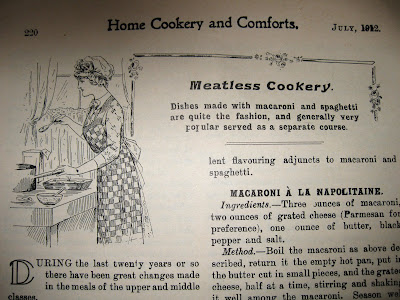 220
Home Cookery and Comforts.
JULY, 1912.
Meatless Cookery.
Dishes made with macaroni and spaghetti
are quite the fashion, and generally very
popular served as a separate course.
DURING the last twenty years or so
there have been great changes made
in the meals of the upper and middle
classes.
lent flavouring adjuncts to macaroni and
spaghetti.
MACARONI À LA NAPOLITAINE.
Ingredients.—Three ounces of macaroni,
two ounces of grated cheese (Parmesan for
preference), one ounce of butter, black
pepper and salt.
Method.—Boil the macaroni as above de-
scribed, return it the empty hot pan, put in
the butter cut in small pieces, and the grated
cheese, half at a time, stirring and shaking
it well among the macaroni. Season